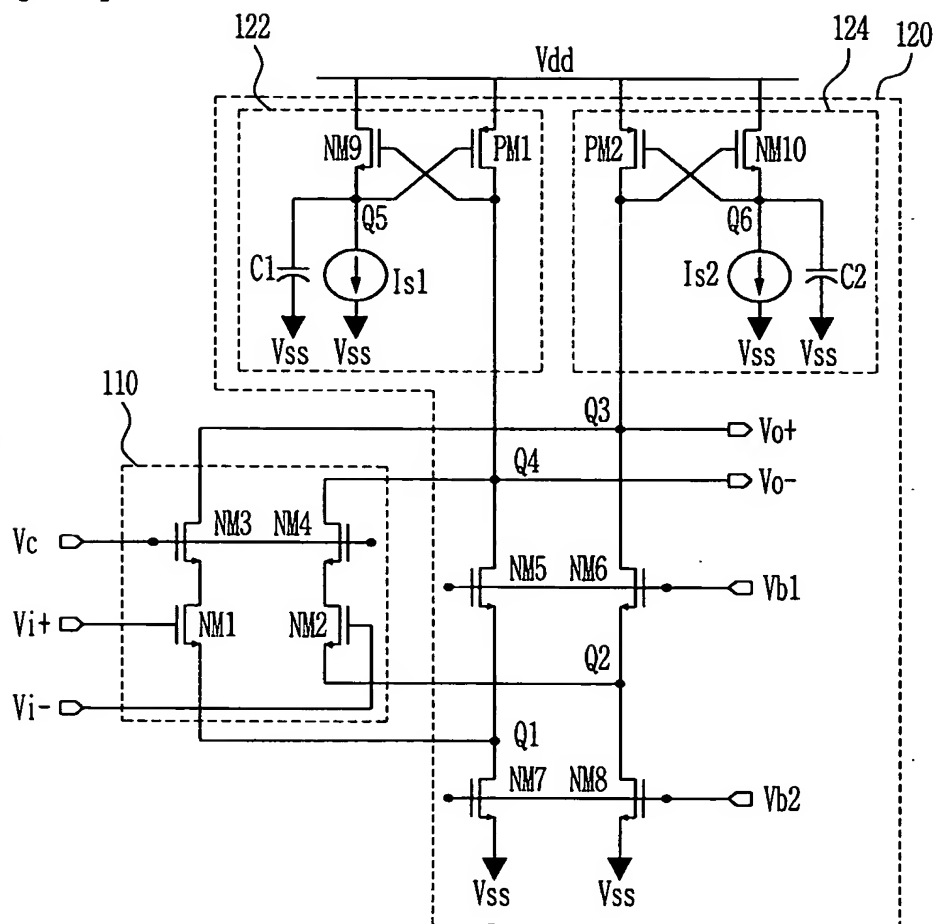 122
124
120
Vdd
NM9
PM1
PM2
NM10
Q5
Q6
C1
Is1
Is2
C2
Vss
Vss
Vss
Vss
110
Q3
Vo+
Q4
Vo-
Vc
NM3
NM4
NM5
NM6
Vb1
Vi+
NM1
NM2
Q2
Vi-
Q1
NM7
NM8
Vb2
Vss
Vss